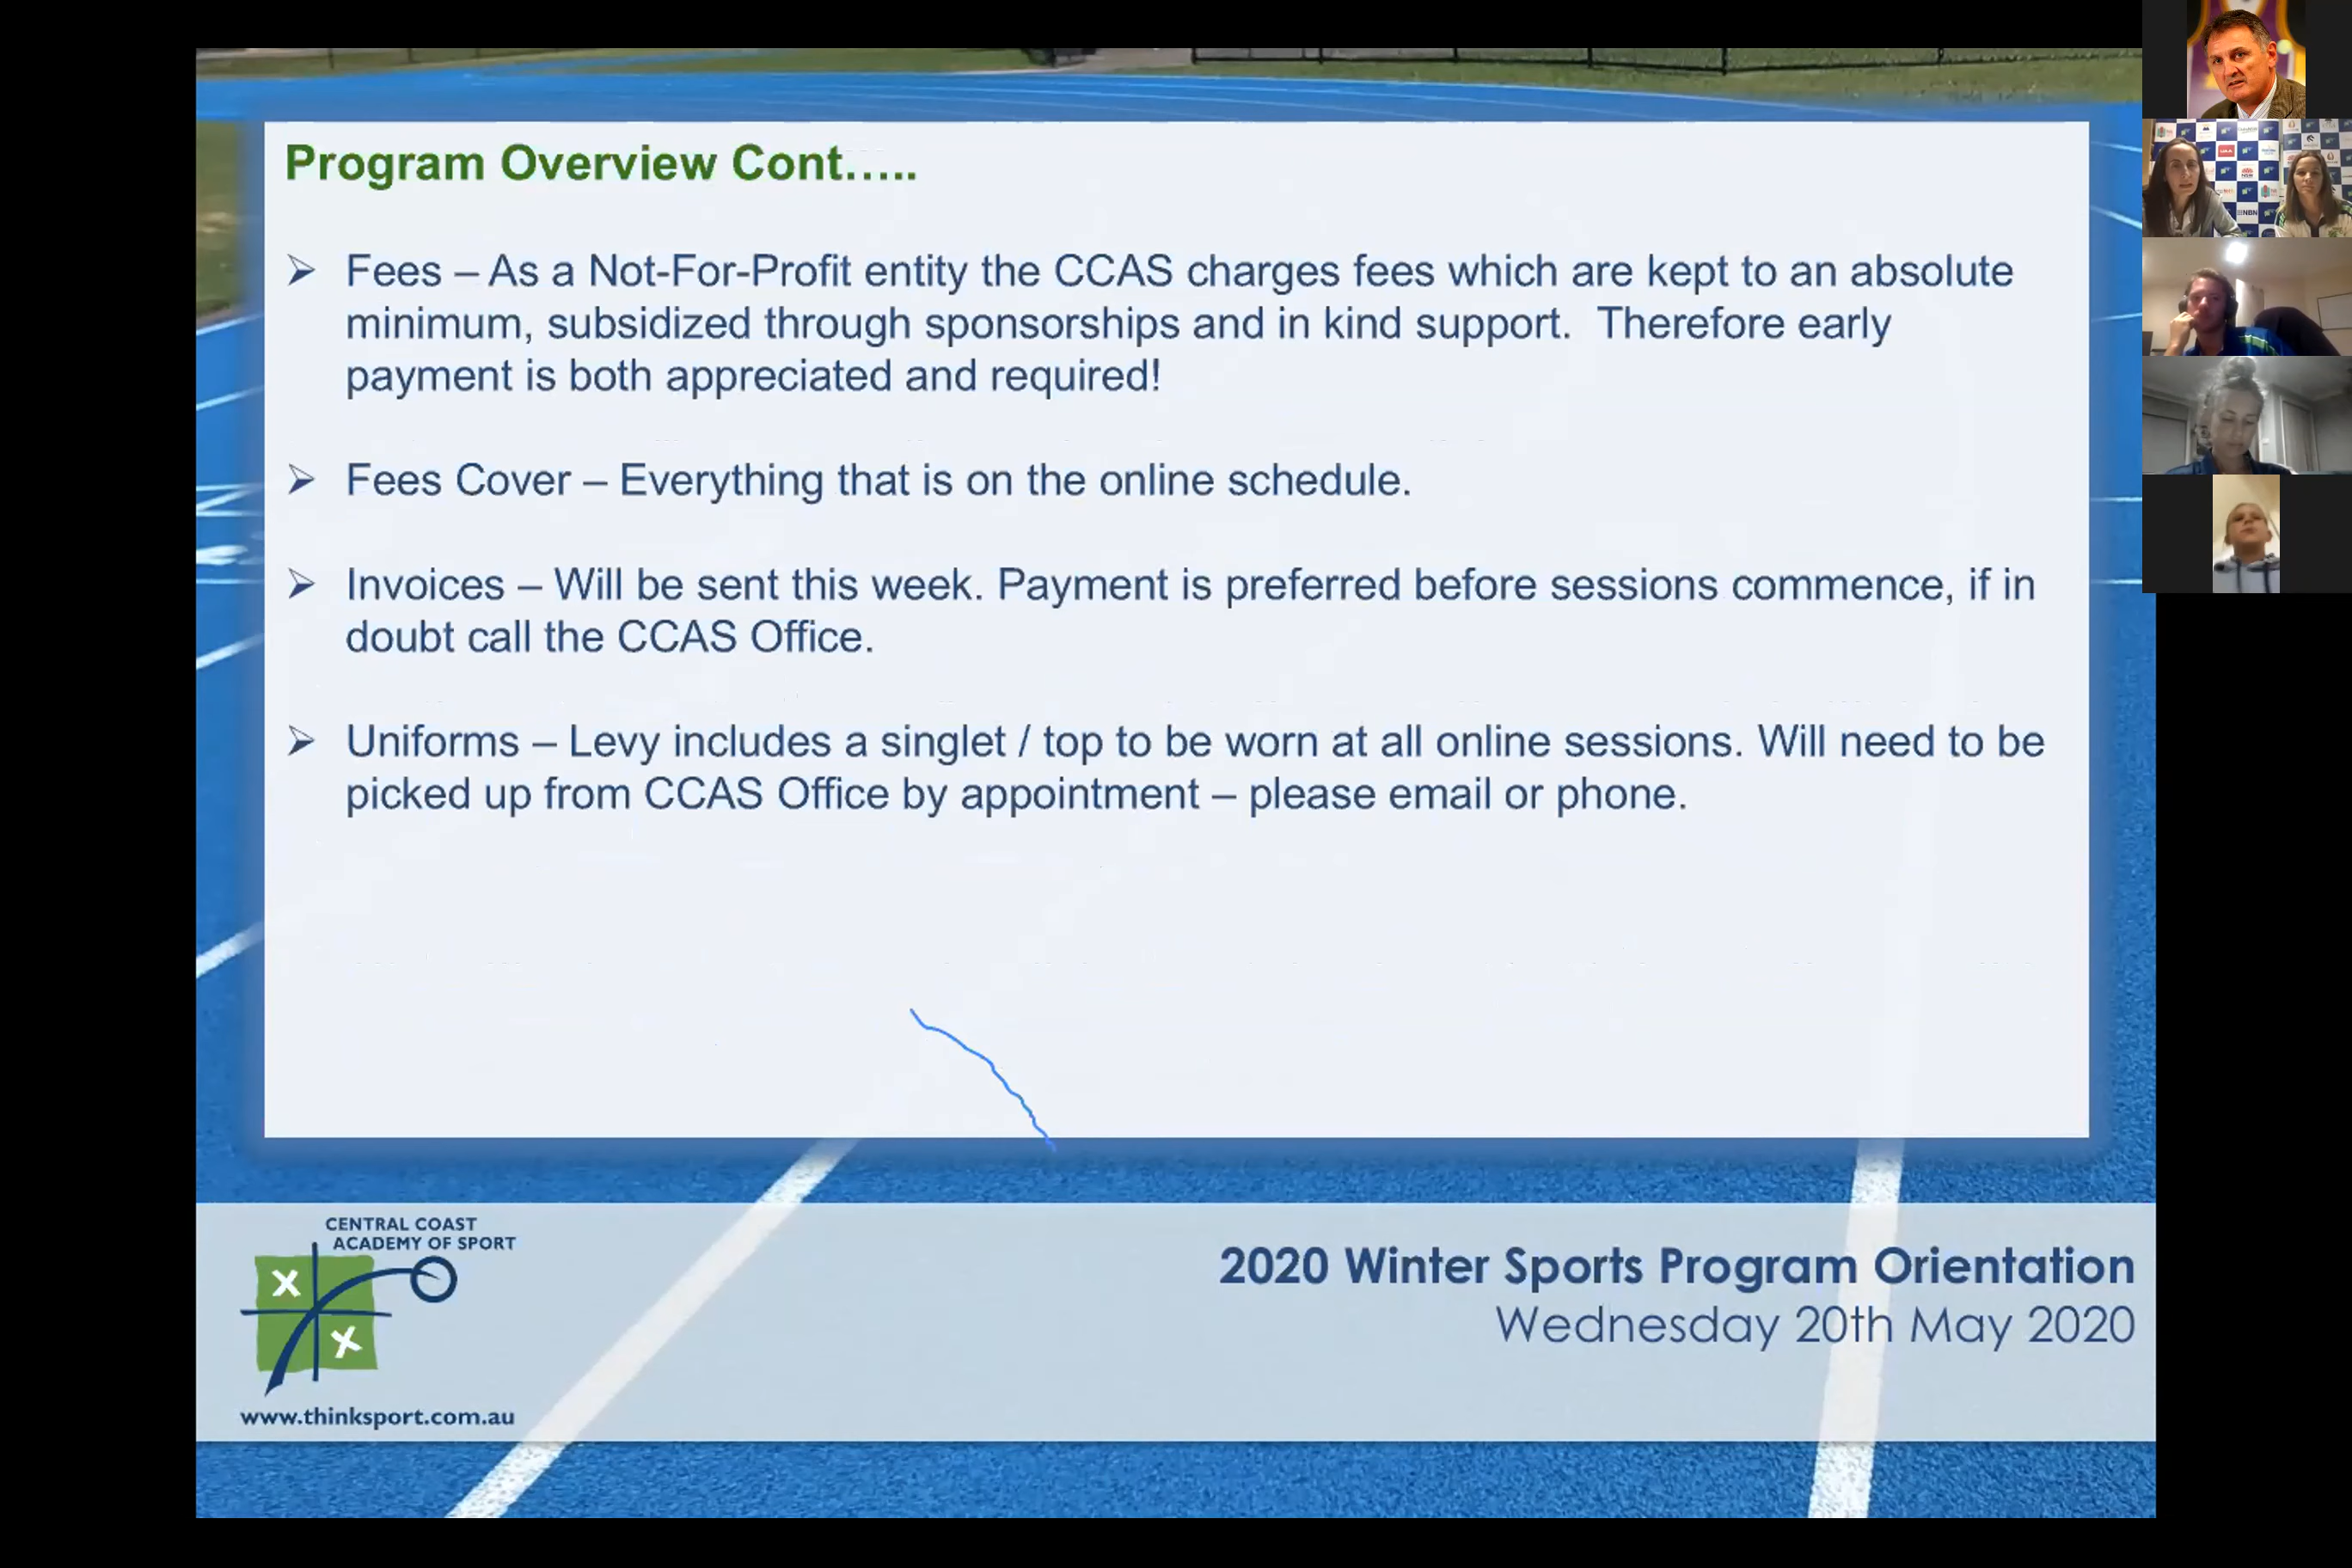 Program Overview Cont…..
➢ Fees – As a Not-For-Profit entity the CCAS charges fees which are kept to an absolute
minimum, subsidized through sponsorships and in kind support.  Therefore early
payment is both appreciated and required!
➢ Fees Cover – Everything that is on the online schedule.
➢ Invoices – Will be sent this week. Payment is preferred before sessions commence, if in
doubt call the CCAS Office.
➢ Uniforms – Levy includes a singlet / top to be worn at all online sessions. Will need to be
picked up from CCAS Office by appointment – please email or phone.
CENTRAL COAST
ACADEMY OF SPORT
www.thinksport.com.au
2020 Winter Sports Program Orientation
Wednesday 20th May 2020
NBN